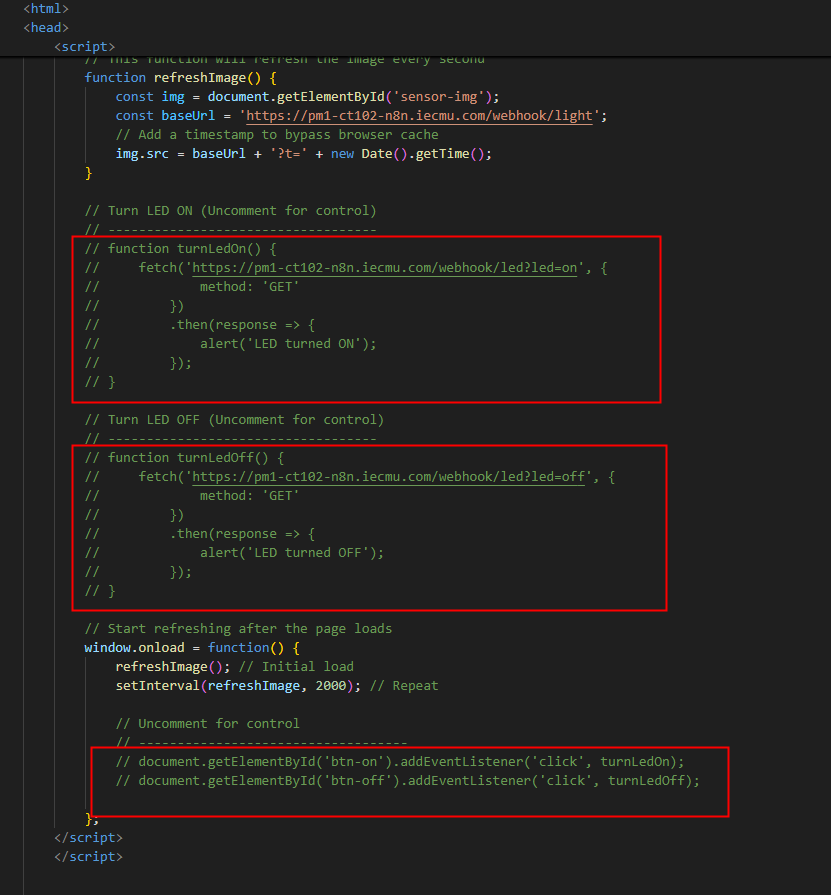 <html>
<head>
<script>
// This function will refresh the image every second
function refreshImage() {
const img = document.getElementById('sensor-img');
const baseUrl = 'https://pm1-ct102-n8n.iecmu.com/webhook/light';
// Add a timestamp to bypass browser cache
img.src = baseUrl + '?t=' + new Date().getTime();
}
// Turn LED ON (Uncomment for control)
// -----------------------------------
// function turnLedOn() {
//     fetch('https://pm1-ct102-n8n.iecmu.com/webhook/led?led=on', {
//             method: 'GET'
//         })
//         .then(response => {
//             alert('LED turned ON');
//         });
// }
// Turn LED OFF (Uncomment for control)
// -----------------------------------
// function turnLedOff() {
//     fetch('https://pm1-ct102-n8n.iecmu.com/webhook/led?led=off', {
//             method: 'GET'
//         })
//         .then(response => {
//             alert('LED turned OFF');
//         });
// }
// Start refreshing after the page loads
window.onload = function() {
refreshImage(); // Initial load
setInterval(refreshImage, 2000); // Repeat
// Uncomment for control
// -----------------------------------
// document.getElementById('btn-on').addEventListener('click', turnLedOn);
// document.getElementById('btn-off').addEventListener('click', turnLedOff);
};
</script>
</script>